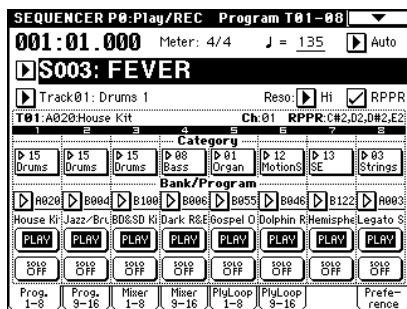 SEQUENCER P0:Play/REC Program T01-08
001:01.000 Meter: 4/4 ♩ = 135 Auto
S003: FEVER
Track01: Drums 1 Reso: Hi RPPR
T01:A020:House Kit Ch:01 RPPR:C#2,D2,D#2,E2
1 2 3 4 5 6 7 8
Category
15 15 15 08 01 12 13 03
Drums Drums Drums Bass Organ MotionS SE Strings
Bank/Program
A020 B004 B100 B006 B055 B046 B122 A003
House Ki Jazz/Bru BD&SD Ki Dark R&E Gospel O Dolphin R Hemisphe Legato S
PLAY PLAY PLAY PLAY PLAY PLAY PLAY PLAY
SOLO SOLO SOLO SOLO SOLO SOLO SOLO SOLO
OFF OFF OFF OFF OFF OFF OFF OFF
Prog. Prog. Mixer Mixer PlyLoop PlyLoop Prefe-
1-8 9-16 1-8 9-16 1-8 9-16 rence